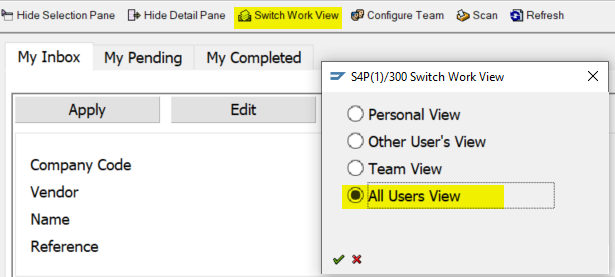 Hide Selection Pane Hide Detail Pane Switch Work View Configure Team Scan Refresh
My Inbox My Pending My Completed
Apply Edit
Company Code
Vendor
Name
Reference
S4P(1)/300 Switch Work View
Personal View
Other User's View
Team View
All Users View